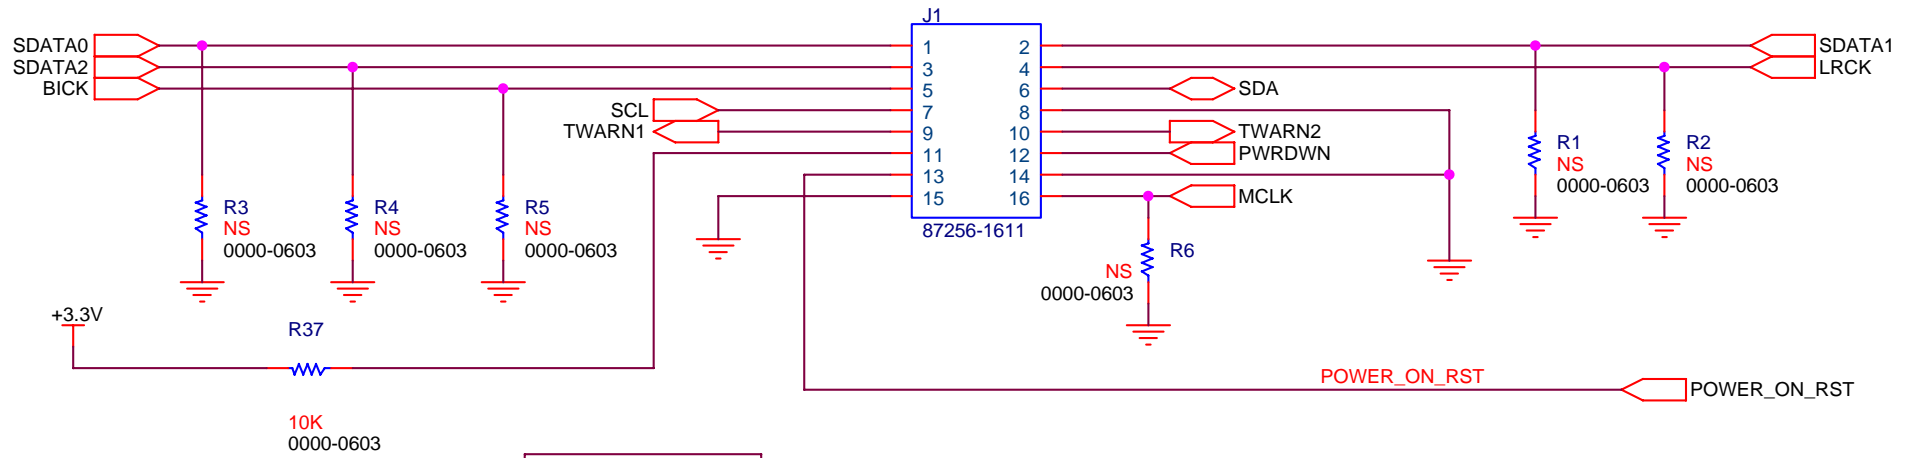 J1
SDATA0
SDATA2
BICK
SCL
TWARN1
1
3
5
7
9
11
13
15
2
4
6
8
10
12
14
16
87256-1611
SDATA1
LRCK
SDA
TWARN2
PWRDWN
MCLK
R1
NS
0000-0603
R2
NS
0000-0603
R3
NS
0000-0603
R4
NS
0000-0603
R5
NS
0000-0603
R6
NS
0000-0603
+3.3V
R37
10K
0000-0603
POWER_ON_RST
POWER_ON_RST